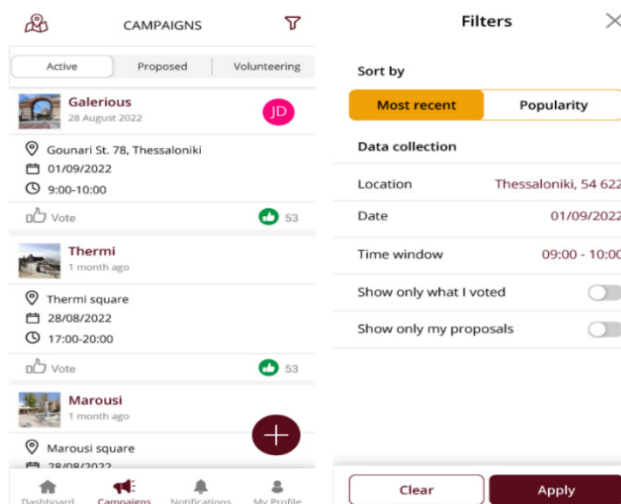 CAMPAIGNS
Active Proposed Volunteering
Galerious
28 August 2022
JD
Gounari St. 78, Thessaloniki
01/09/2022
9:00-10:00
Vote 53
Thermi
1 month ago
Thermi square
28/08/2022
17:00-20:00
Vote 53
Marousi
1 month ago
Marousi square
28/08/2022
Dashboard Campaigns Notifications My Profile
Filters
Sort by
Most recent Popularity
Data collection
Location Thessaloniki, 54 622
Date 01/09/2022
Time window 09:00 - 10:00
Show only what I voted
Show only my proposals
Clear Apply